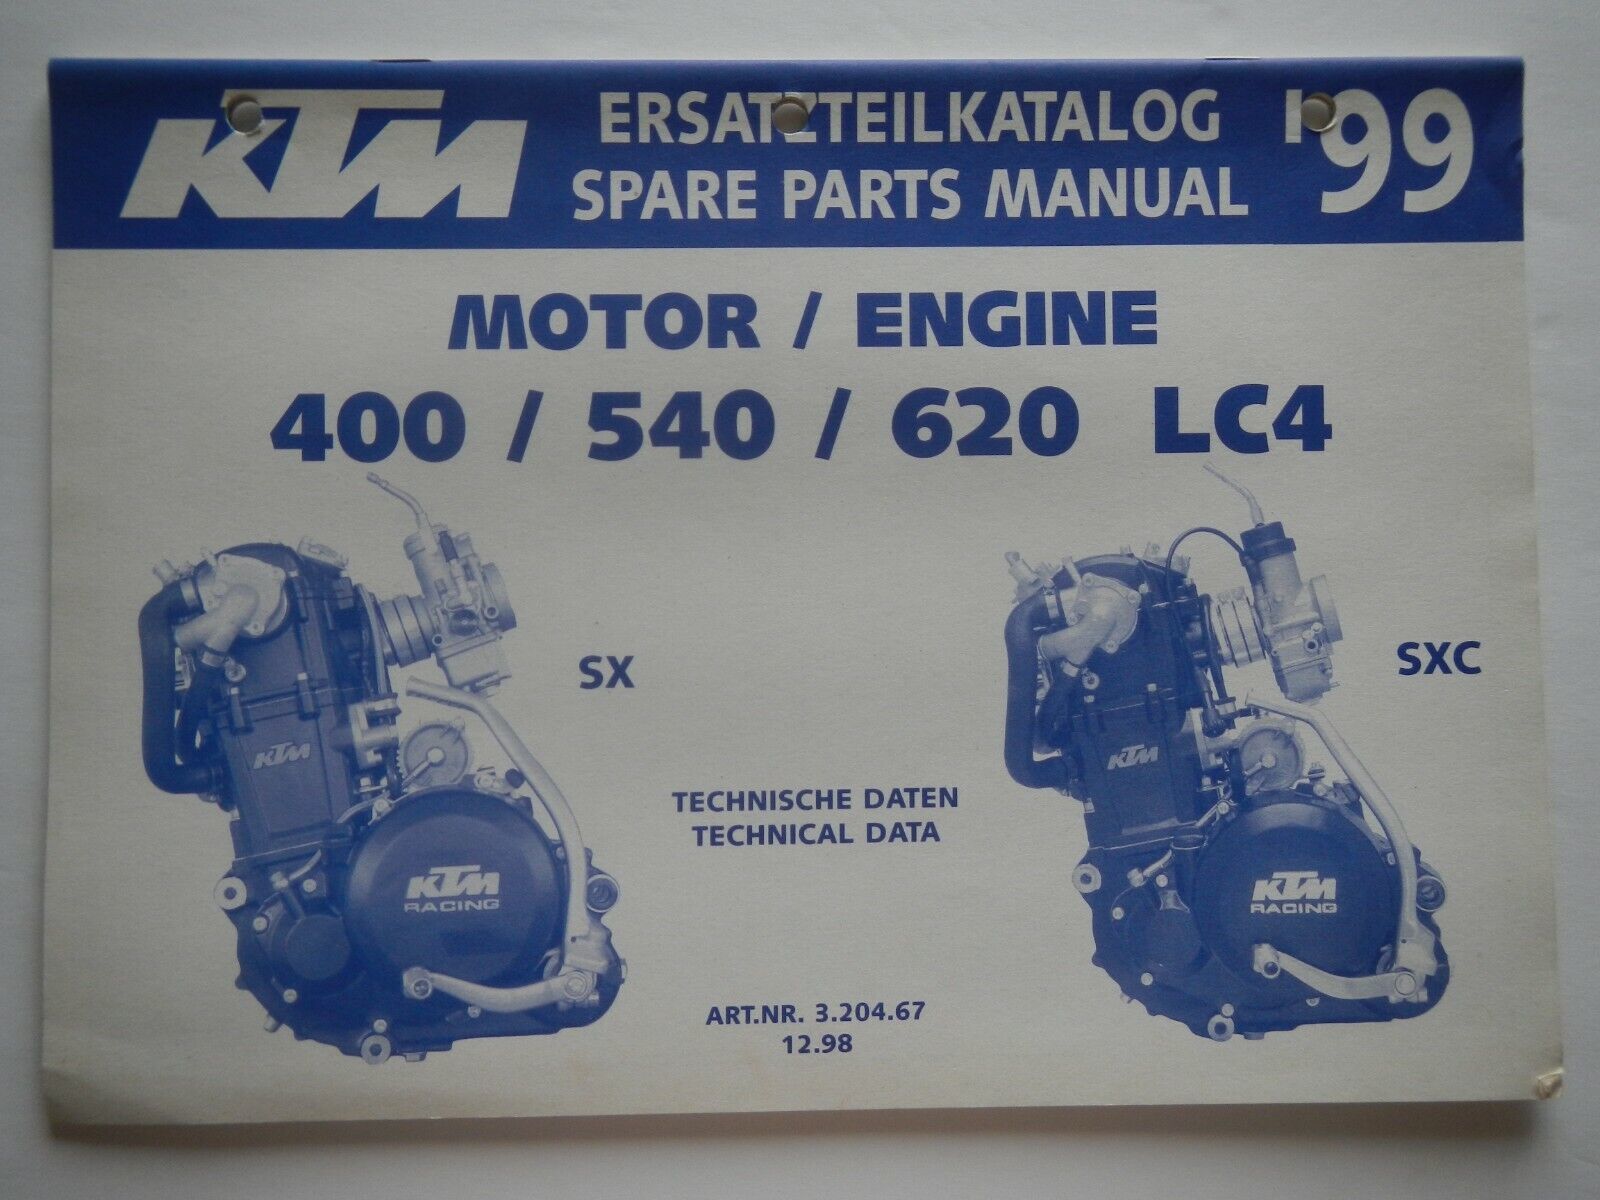 KTM
ERSATZTEILKATALOG '99
SPARE PARTS MANUAL
MOTOR / ENGINE
400 / 540 / 620 LC4
SX
SXC
KTM
KTM
TECHNISCHE DATEN
TECHNICAL DATA
KTM
RACING
KTM
RACING
ART.NR. 3.204.67
12.98